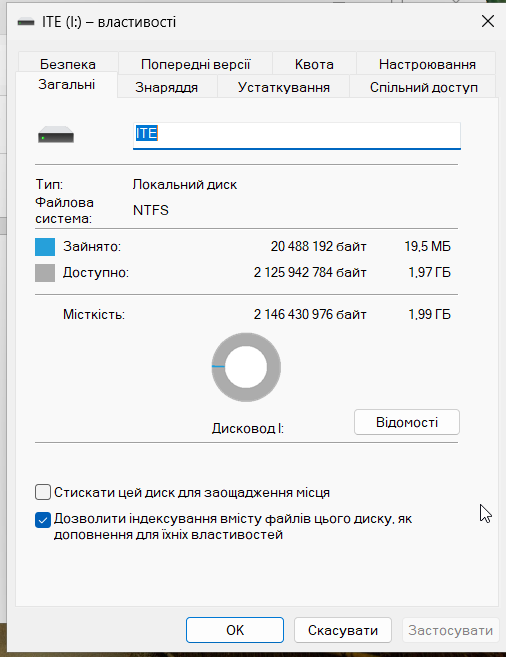 ITE (I:) – властивості
Безпека Попередні версії Квота Настроювання
Загальні Знаряддя Устаткування Спільний доступ
ITE
Тип: Локальний диск
Файлова
система: NTFS
Зайнято: 20 488 192 байт 19,5 МБ
Доступно: 2 125 942 784 байт 1,97 ГБ
Місткість: 2 146 430 976 байт 1,99 ГБ
Дисковод I: Відомості
Стискати цей диск для заощадження місця
Дозволити індексування вмісту файлів цього диску, як
доповнення для їхніх властивостей
ОК Скасувати Застосувати